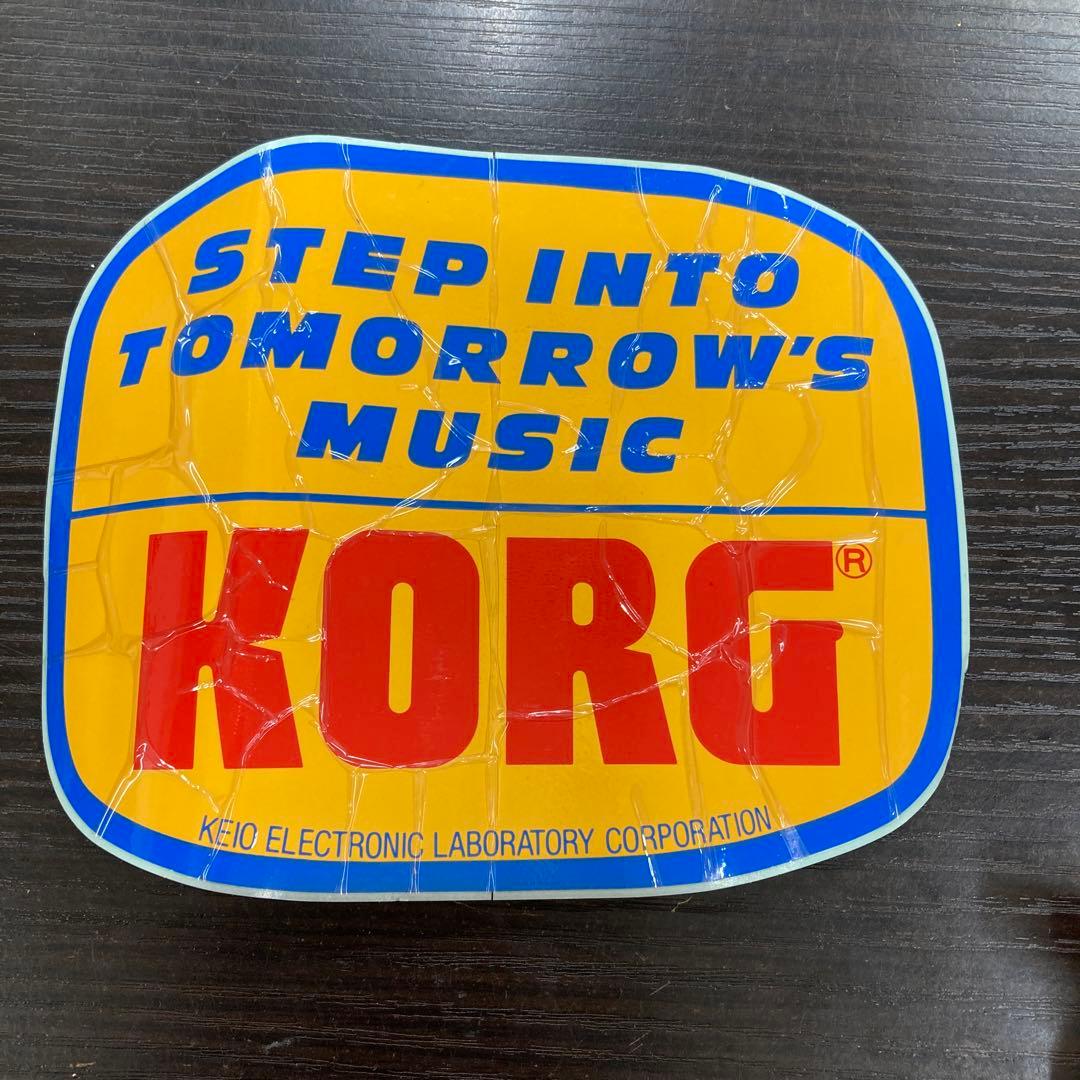 STEP INTO
TOMORROW'S
MUSIC
KORG®
KEIO ELECTRONIC LABORATORY CORPORATION